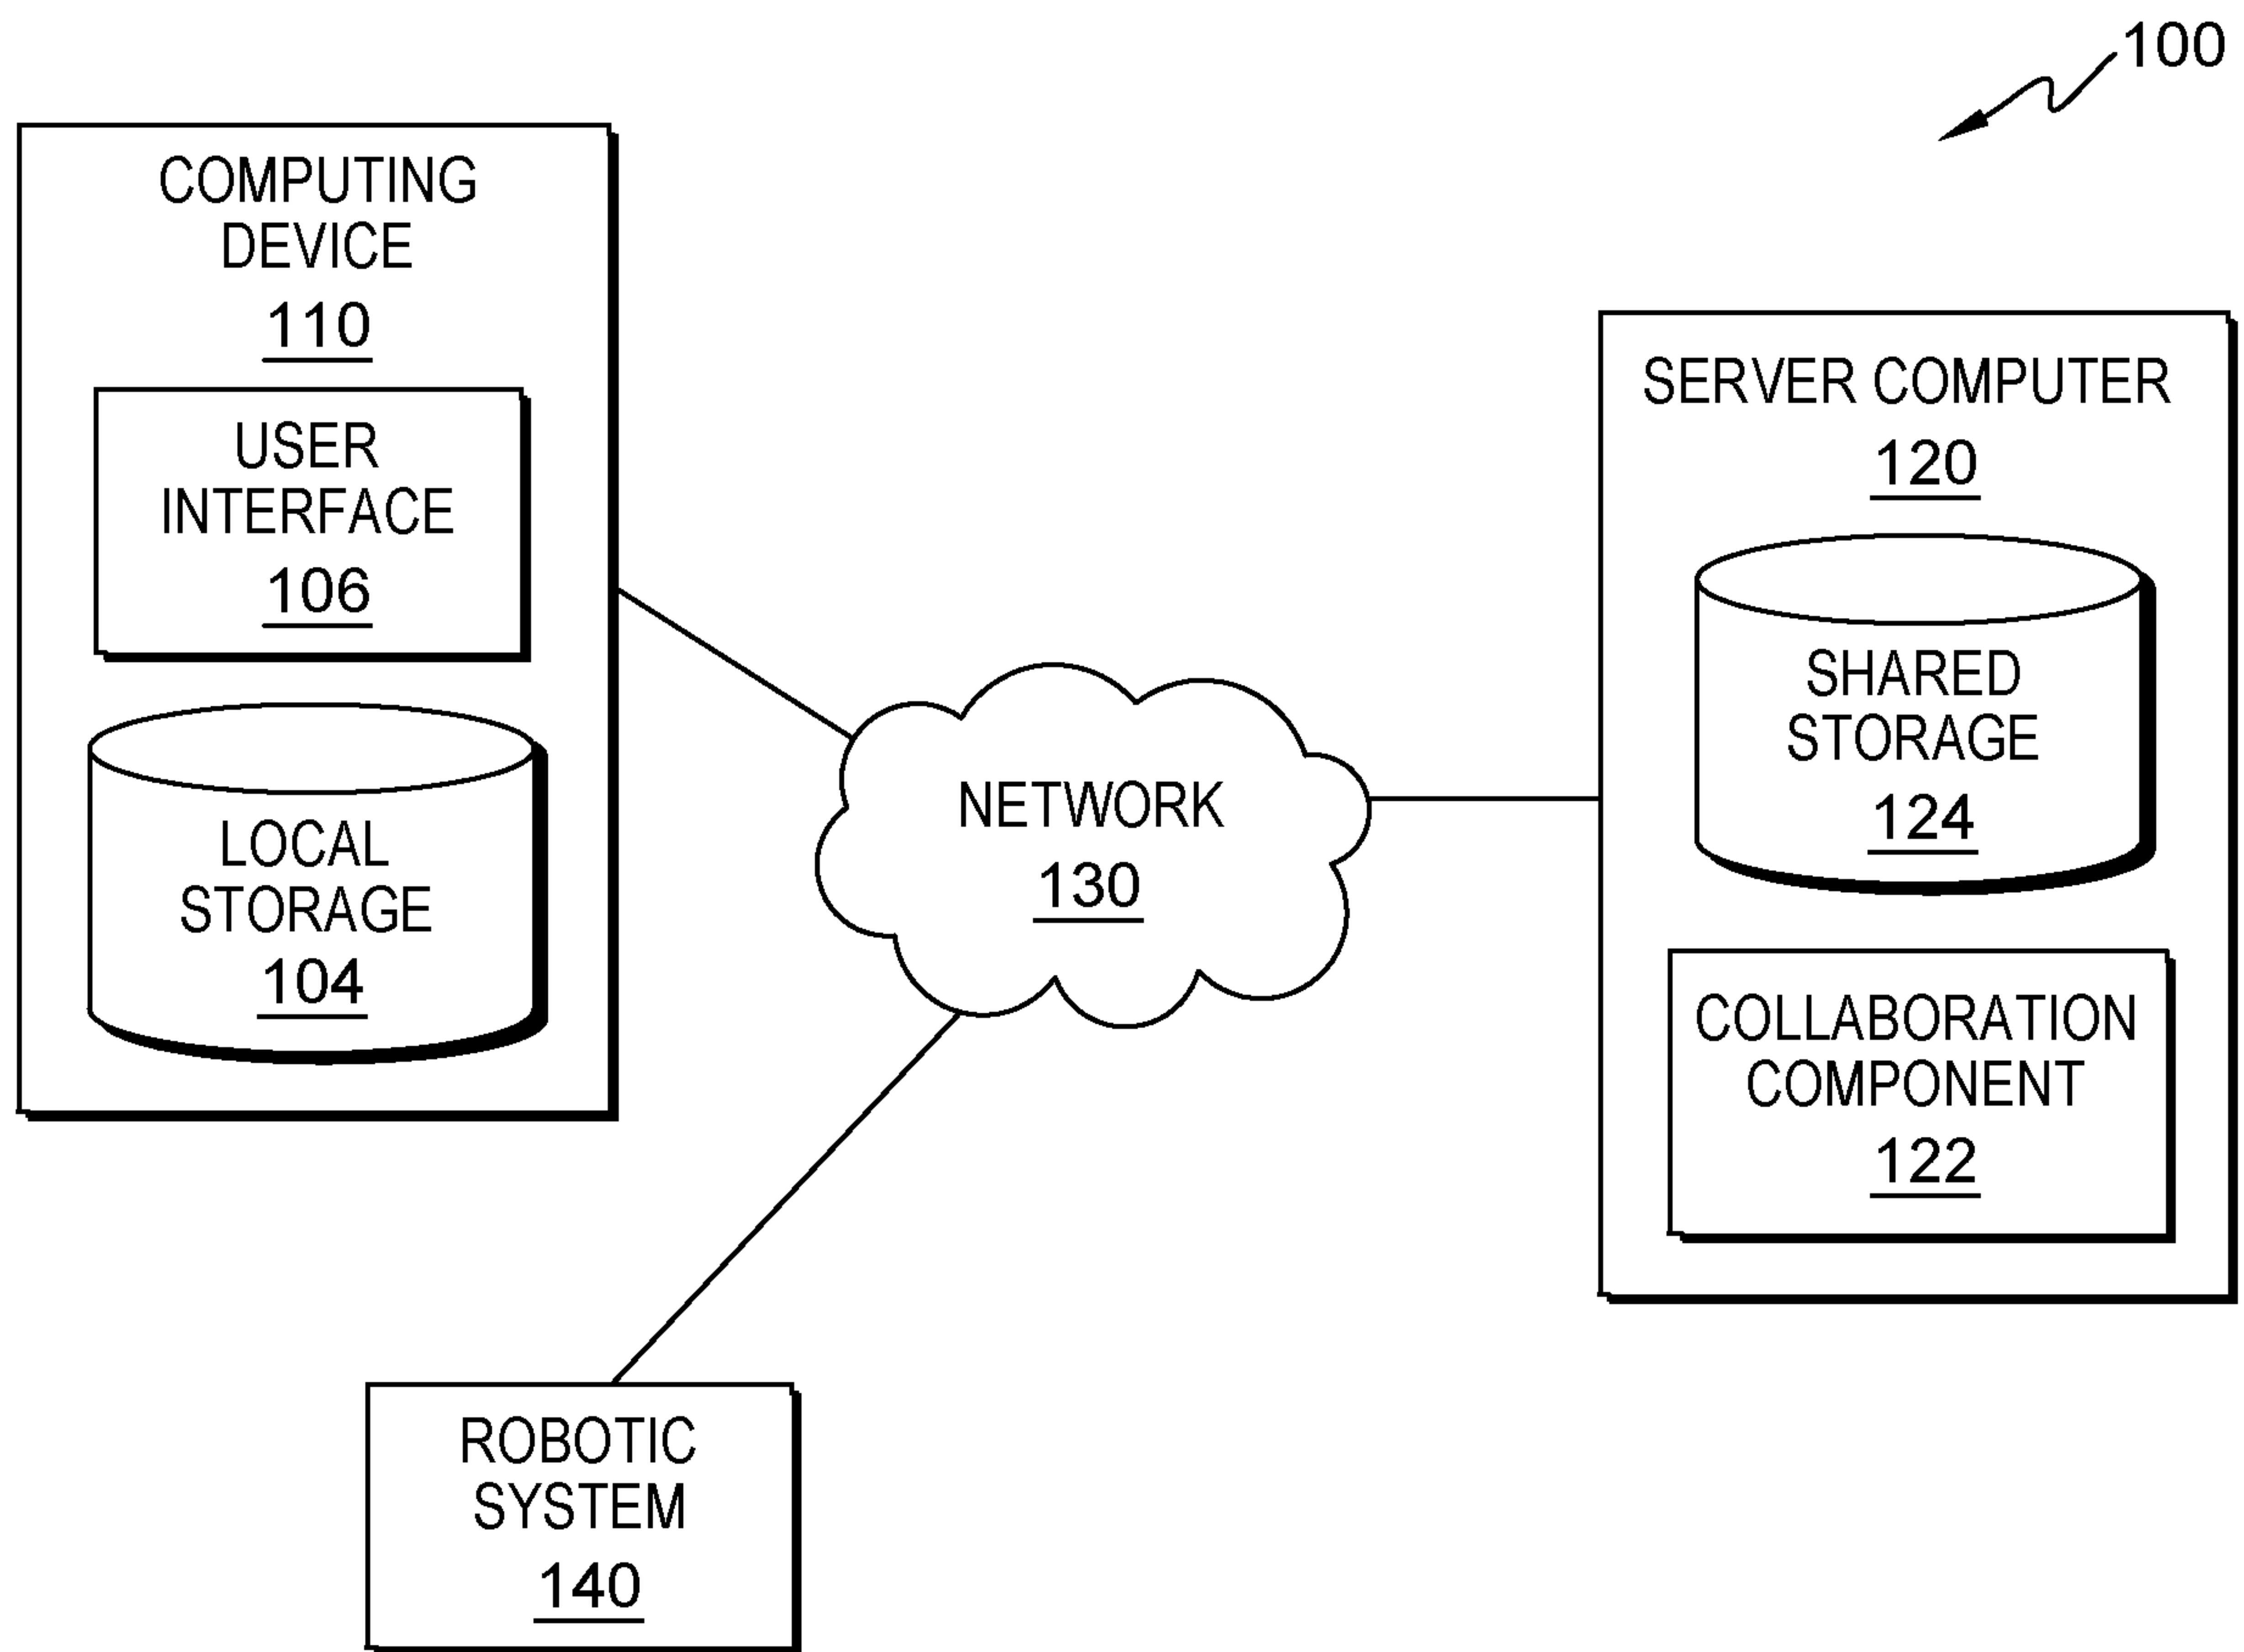 100
COMPUTING
DEVICE
110
USER
INTERFACE
106
LOCAL
STORAGE
104
NETWORK
130
SERVER COMPUTER
120
SHARED
STORAGE
124
COLLABORATION
COMPONENT
122
ROBOTIC
SYSTEM
140